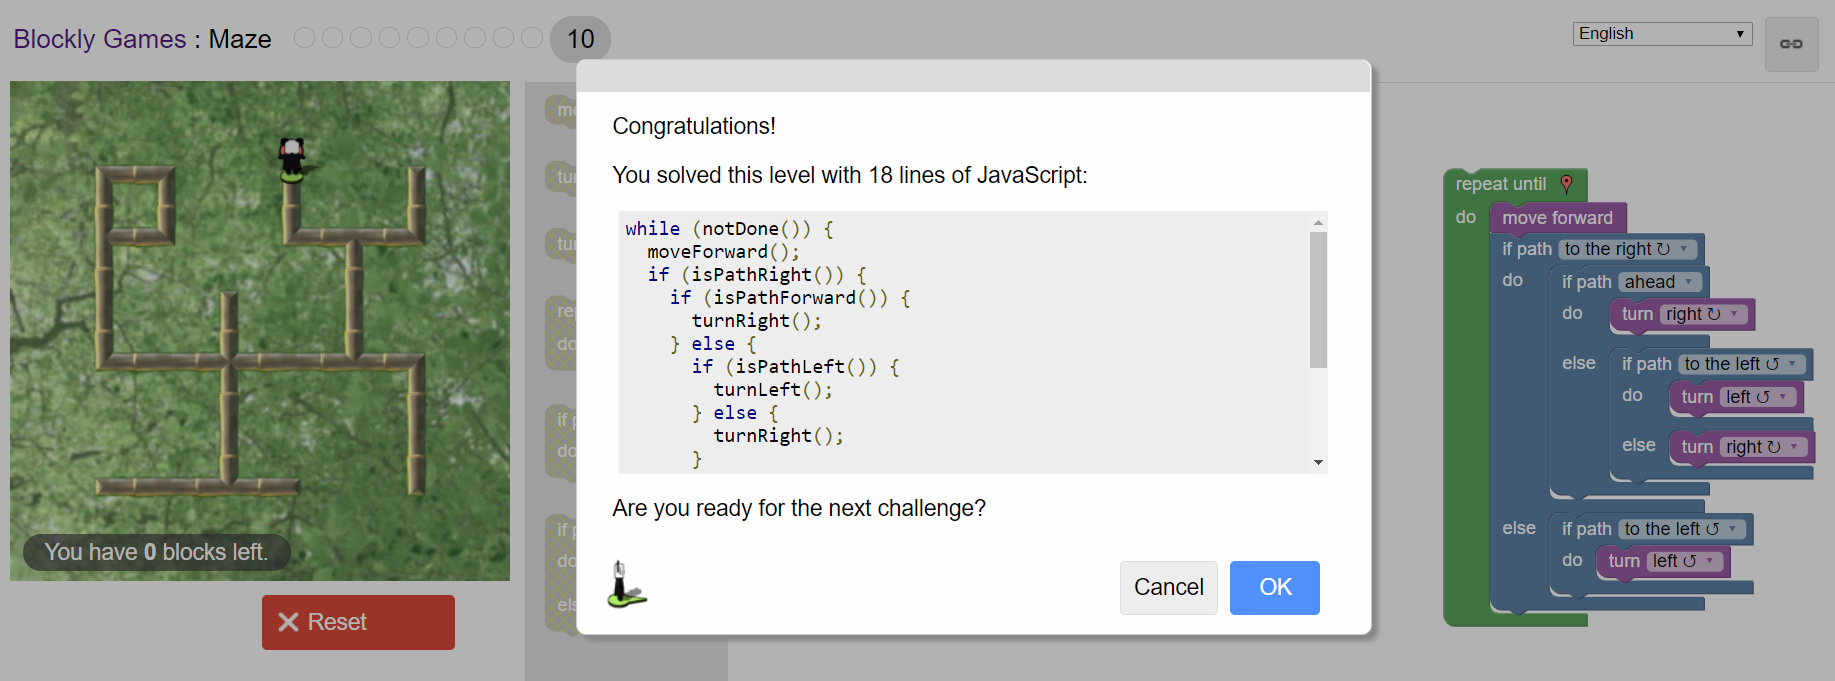 Blockly Games : Maze 10
English
Congratulations!
You solved this level with 18 lines of JavaScript:
while (notDone()) {
  moveForward();
  if (isPathRight()) {
    if (isPathForward()) {
      turnRight();
    } else {
      if (isPathLeft()) {
        turnLeft();
      } else {
        turnRight();
      }
Are you ready for the next challenge?
Cancel
OK
You have 0 blocks left.
Reset
repeat until
do
move forward
if path to the right ↻
do
if path ahead
do
turn right ↻
else
if path to the left ↺
do
turn left ↺
else
turn right ↻
else
if path to the left ↺
do
turn left ↺